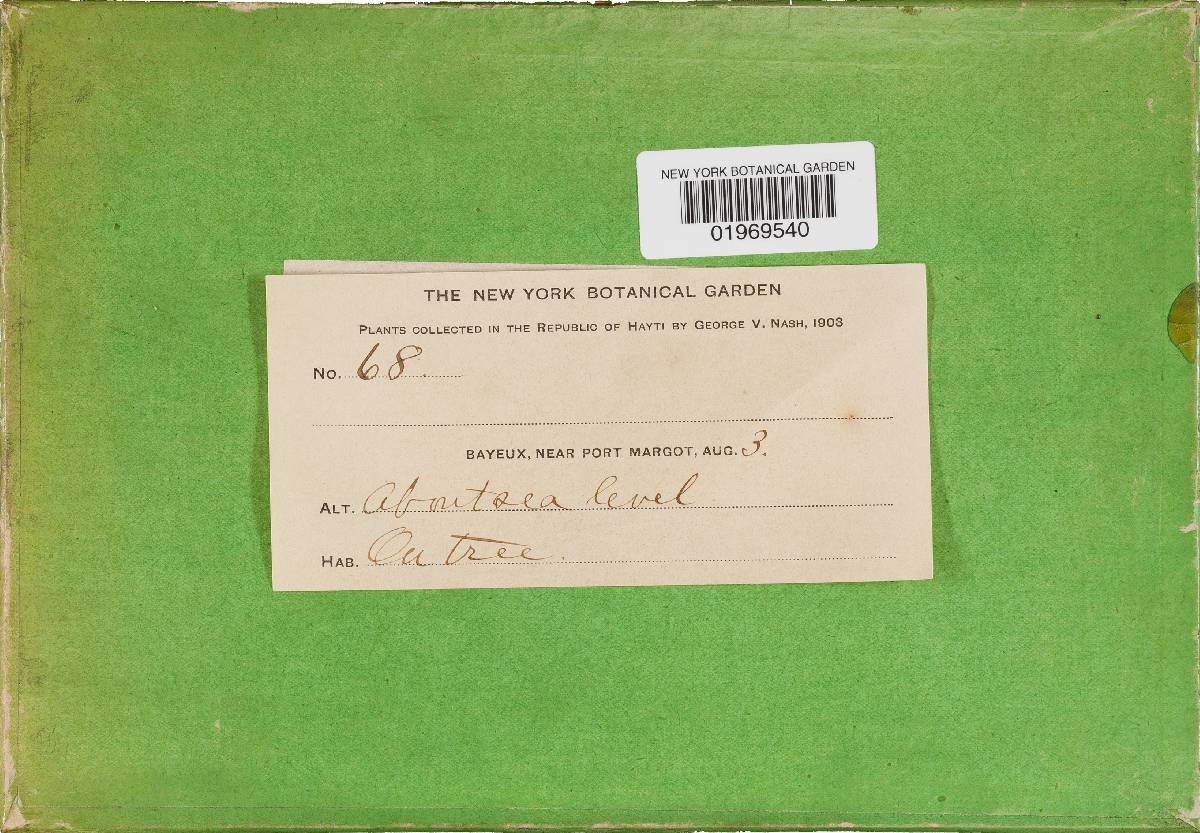 NEW YORK BOTANICAL GARDEN
01969540
THE NEW YORK BOTANICAL GARDEN
PLANTS COLLECTED IN THE REPUBLIC OF HAYTI BY GEORGE V. NASH, 1903
NO. 68.
BAYEUX, NEAR PORT MARGOT, AUG. 3.
ALT. About sea level
HAB. On tree.